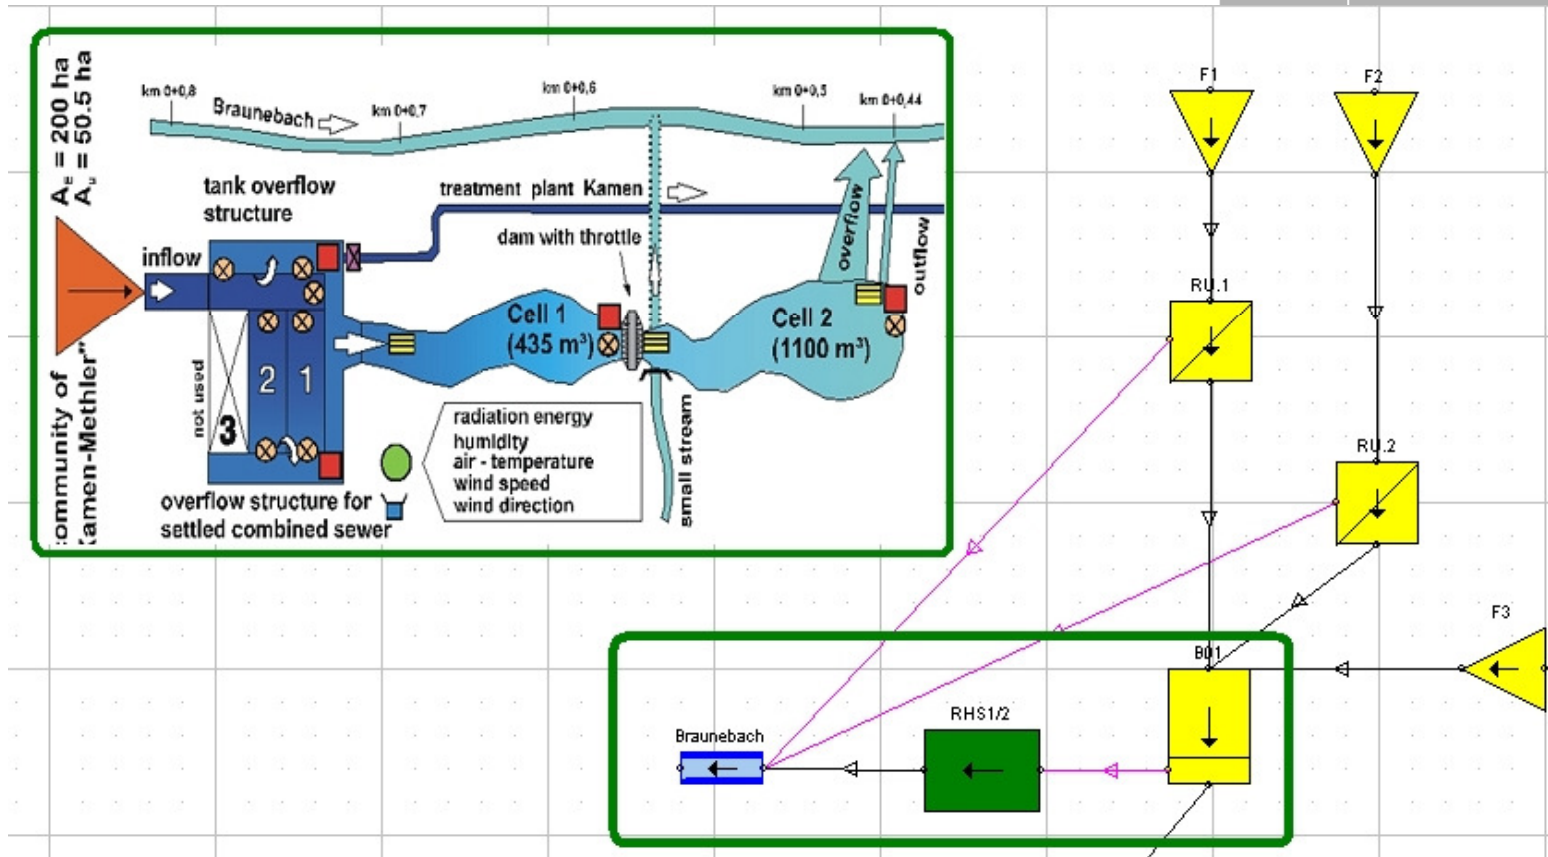 A_E = 200 ha
A_u = 50.5 ha
km 0+0,8
Braunebach
km 0+0,7
km 0+0,6
km 0+0,5
km 0+0,44
tank overflow
structure
treatment plant Kamen
dam with throttle
inflow
overflow
outflow
Cell 1
(435 m³)
Cell 2
(1100 m³)
not used
2
1
3
ommunity of
Kamen-Methler"
radiation energy
humidity
air - temperature
wind speed
wind direction
small stream
overflow structure for
settled combined sewer
F1
F2
RU.1
RU.2
F3
B01
RHS1/2
Braunebach